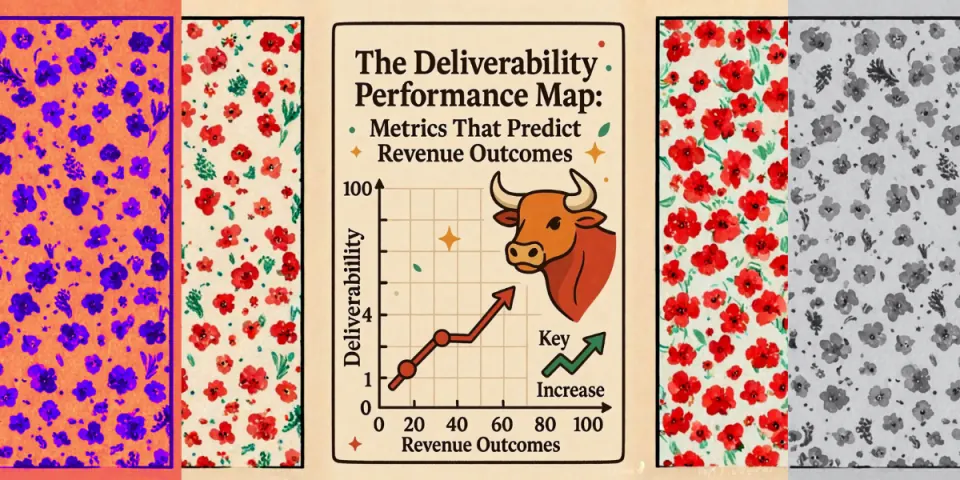 The Deliverability
Performance Map:
Metrics That Predict
Revenue Outcomes
100
Deliverabillity
4
1
0
Key
Increase
0 20 40 60 80 100
Revenue Outcomes